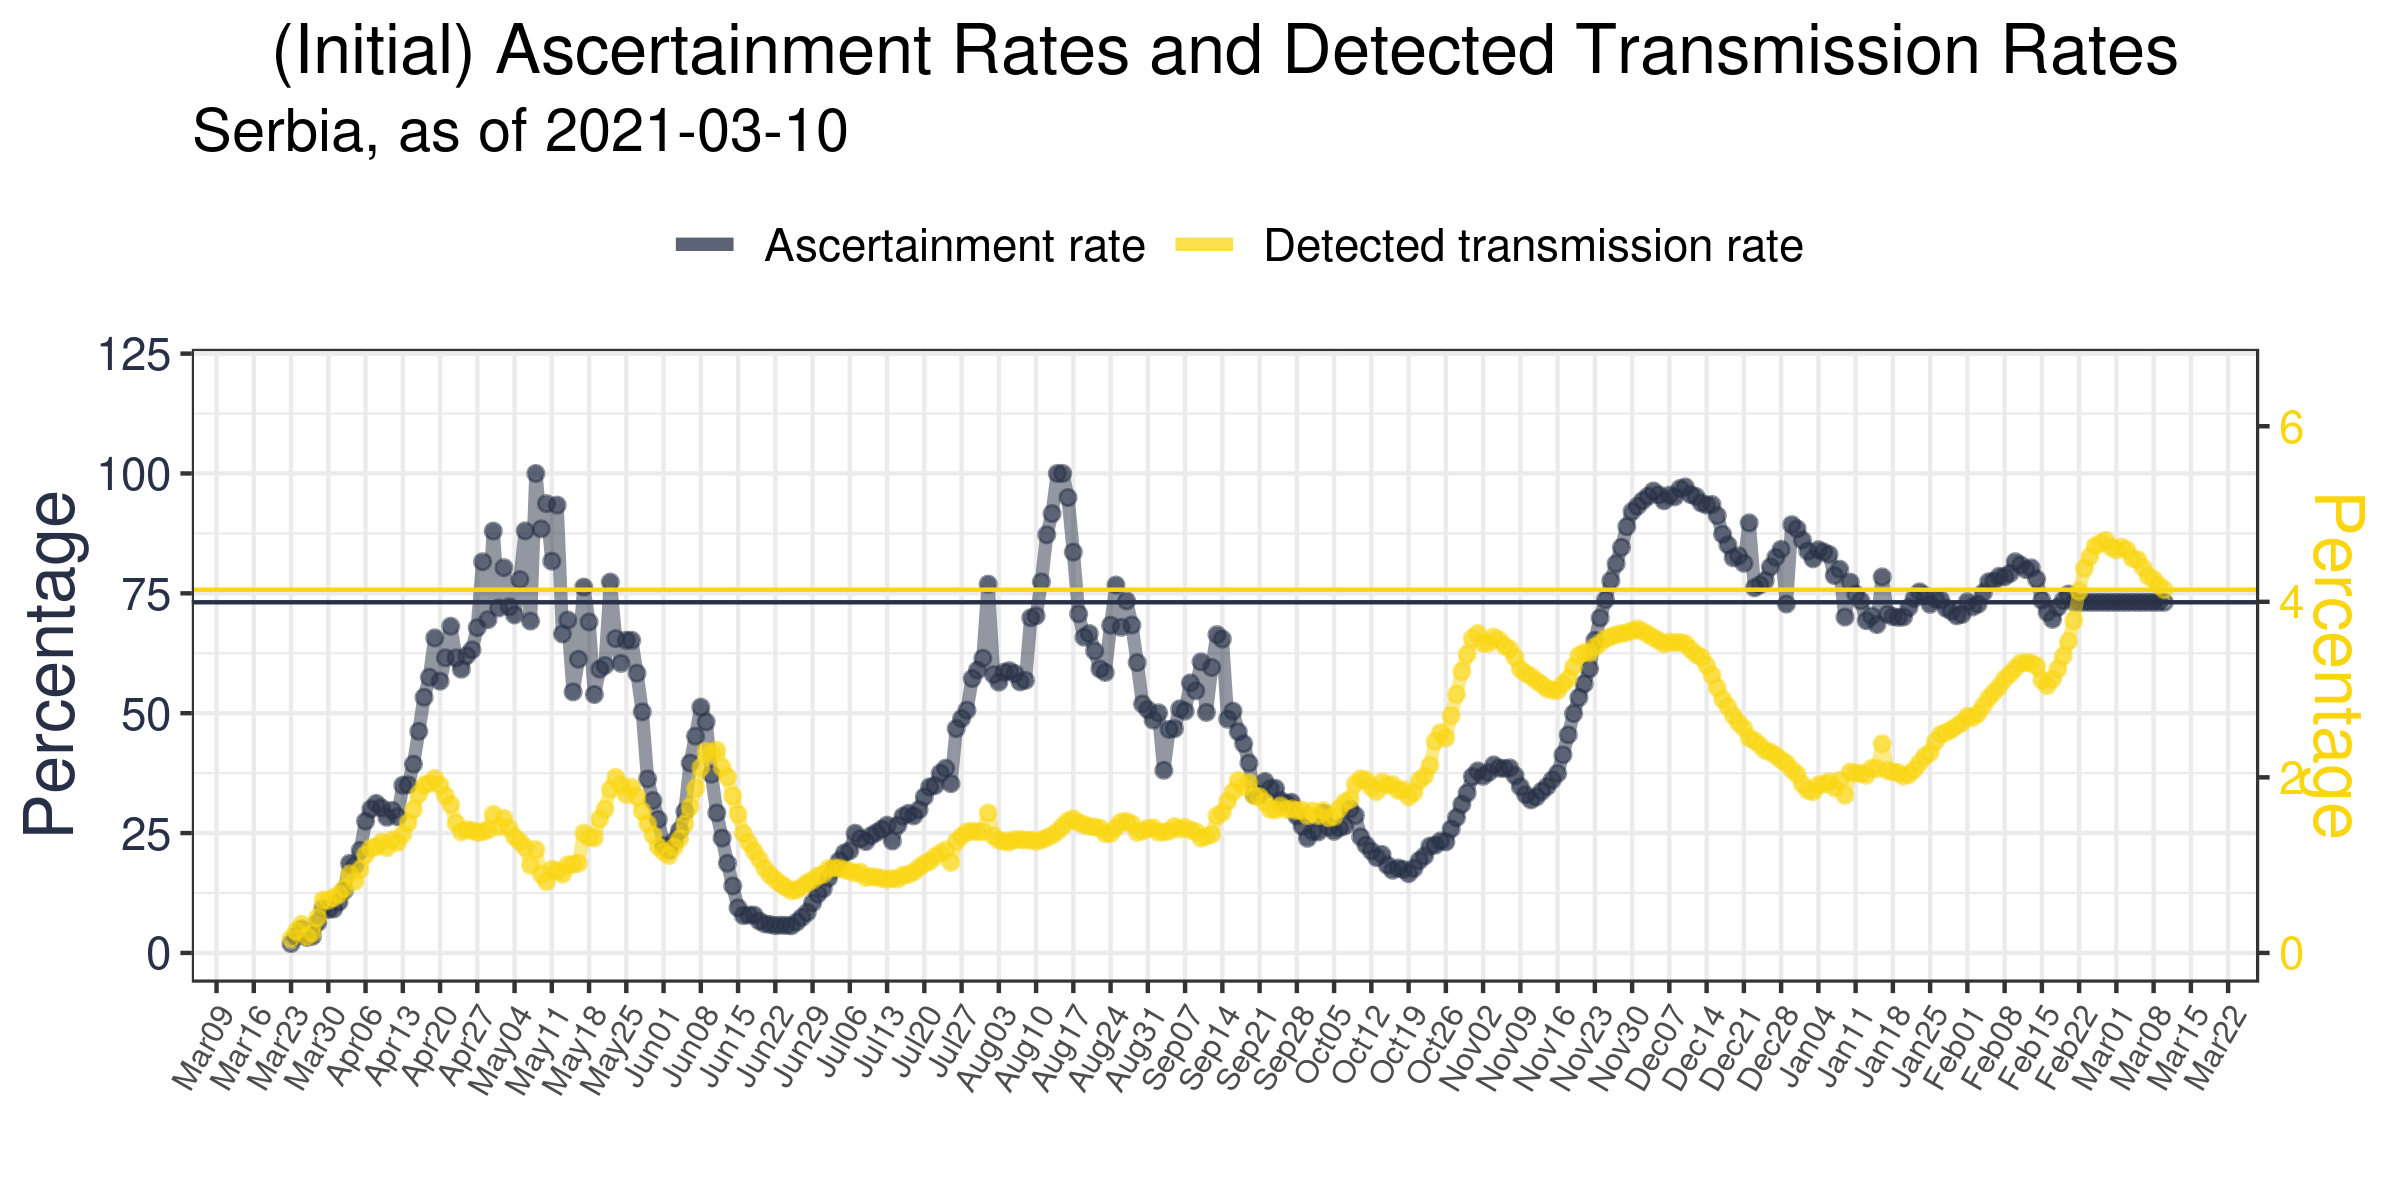 (Initial) Ascertainment Rates and Detected Transmission Rates
Serbia, as of 2021-03-10
Ascertainment rate
Detected transmission rate
Percentage
125
100
75
50
25
0
6
4
2
0
Percentage
Mar09
Mar16
Mar23
Mar30
Apr06
Apr13
Apr20
Apr27
May04
May11
May18
May25
Jun01
Jun08
Jun15
Jun22
Jun29
Jul06
Jul13
Jul20
Jul27
Aug03
Aug10
Aug17
Aug24
Aug31
Sep07
Sep14
Sep21
Sep28
Oct05
Oct12
Oct19
Oct26
Nov02
Nov09
Nov16
Nov23
Nov30
Dec07
Dec14
Dec21
Dec28
Jan04
Jan11
Jan18
Jan25
Feb01
Feb08
Feb15
Feb22
Mar01
Mar08
Mar15
Mar22